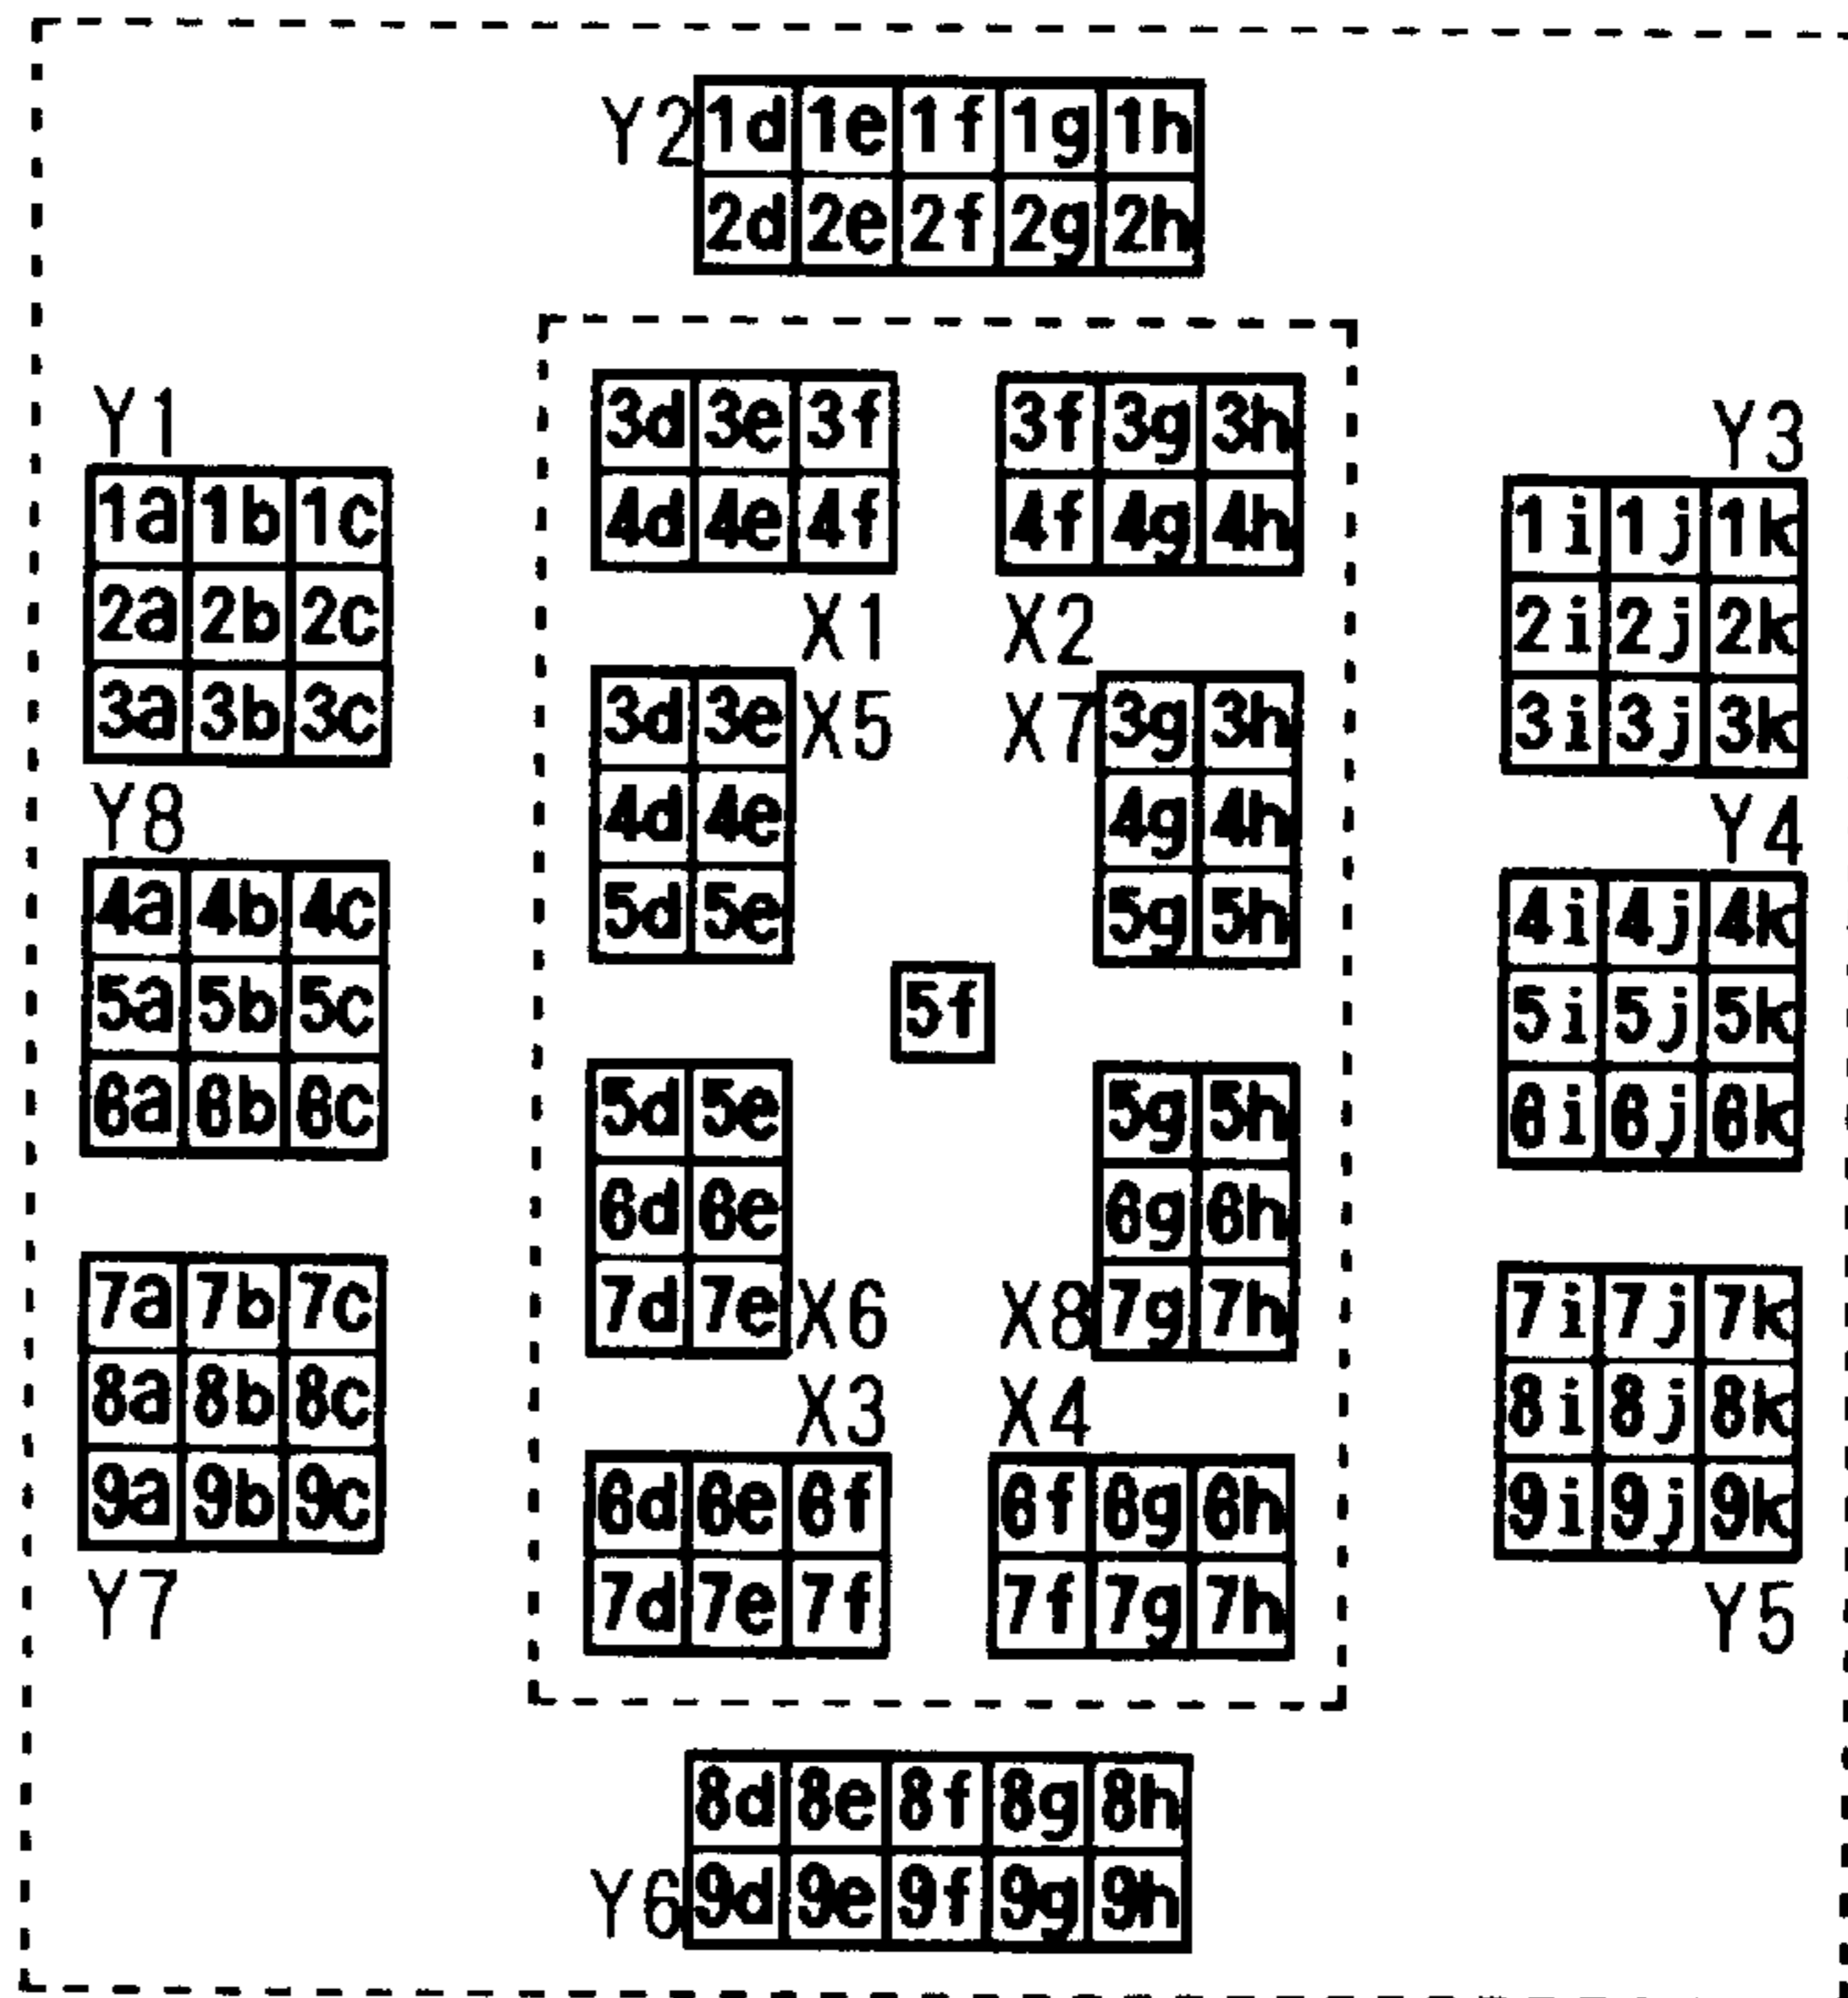 Y2
1d 1e 1f 1g 1h
2d 2e 2f 2g 2h
Y1
1a 1b 1c
2a 2b 2c
3a 3b 3c
Y8
4a 4b 4c
5a 5b 5c
6a 6b 6c
7a 7b 7c
8a 8b 8c
9a 9b 9c
Y7
3d 3e 3f
4d 4e 4f
X1
3f 3g 3h
4f 4g 4h
X2
3d 3e
4d 4e
5d 5e
X5
X7
3g 3h
4g 4h
5g 5h
5f
5d 5e
6d 6e
7d 7e
X6
X8
5g 5h
6g 6h
7g 7h
X3
6d 6e 6f
7d 7e 7f
X4
6f 6g 6h
7f 7g 7h
Y3
1i 1j 1k
2i 2j 2k
3i 3j 3k
Y4
4i 4j 4k
5i 5j 5k
6i 6j 6k
7i 7j 7k
8i 8j 8k
9i 9j 9k
Y5
8d 8e 8f 8g 8h
Y6
9d 9e 9f 9g 9h